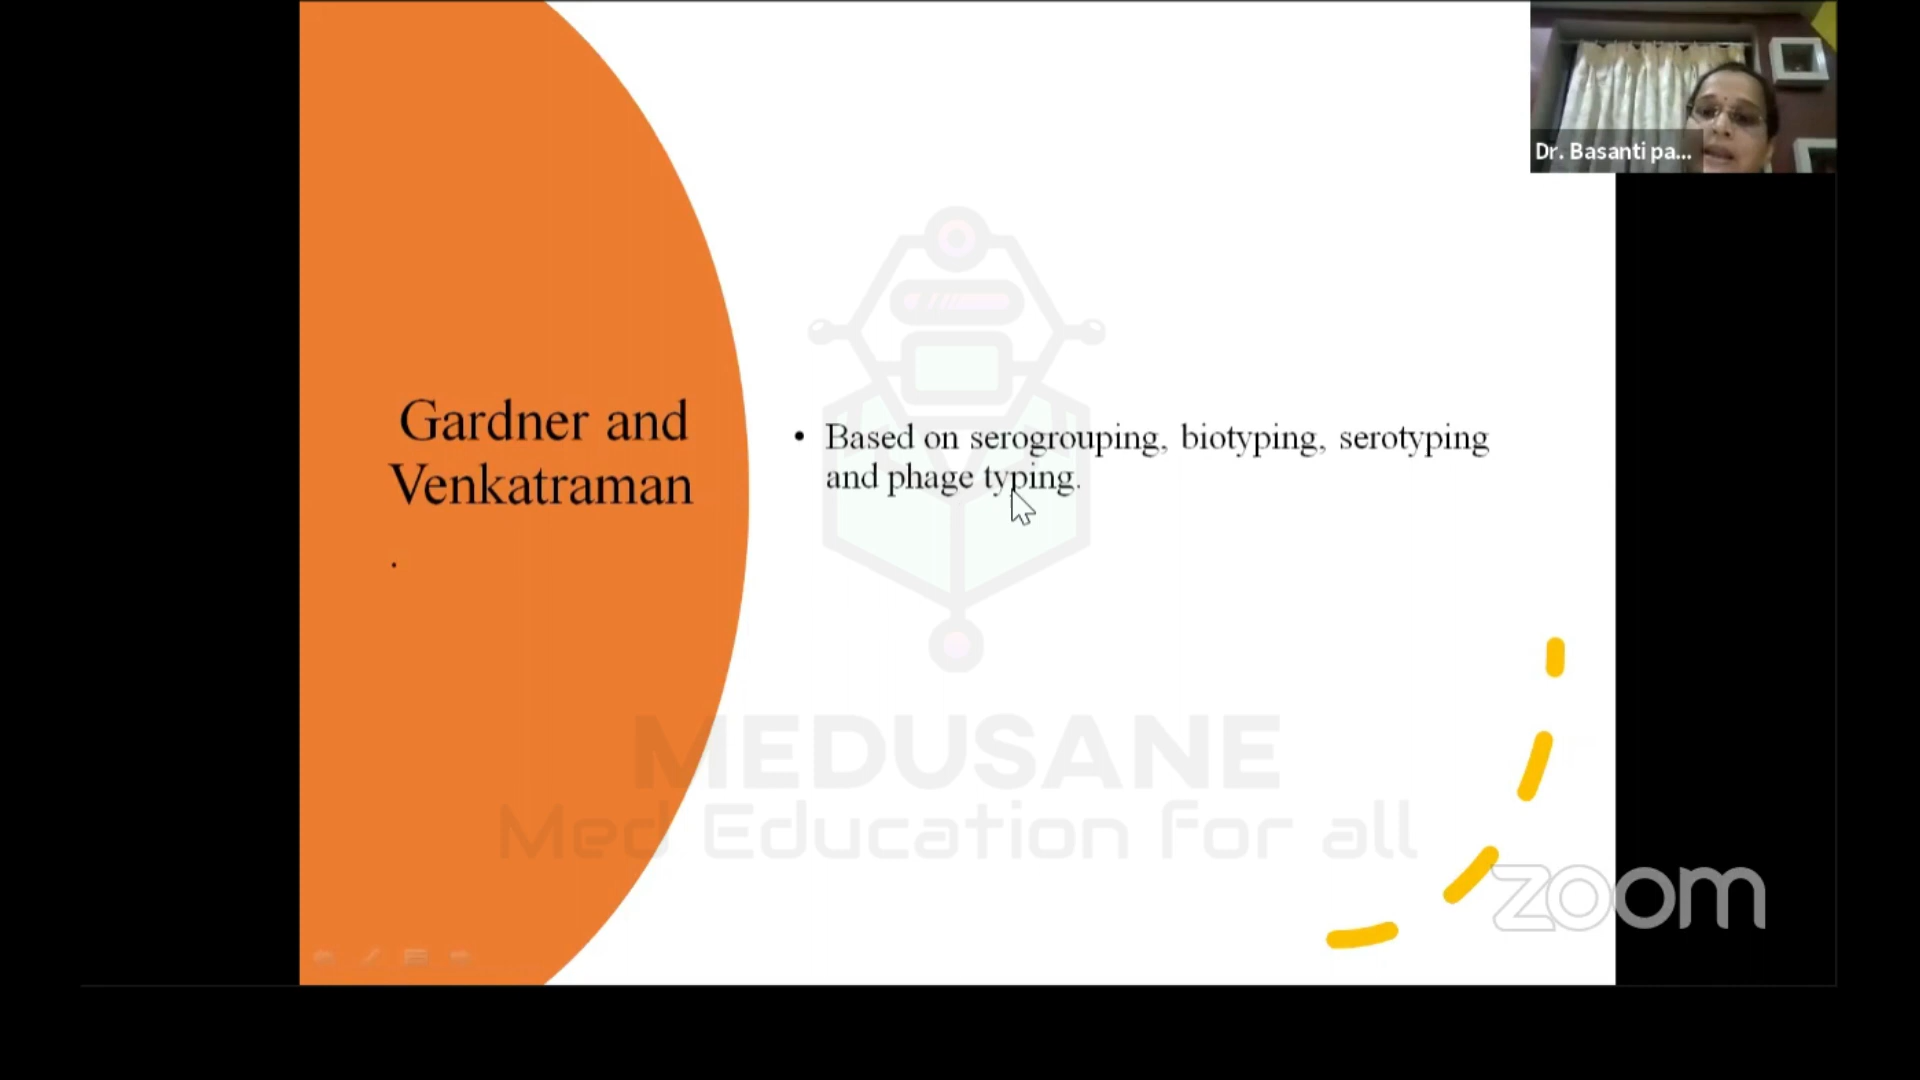 Dr. Basanti pa...
Gardner and
Venkatraman
.
• Based on serogrouping, biotyping, serotyping
and phage typing.
MEDUSANE
Med Education for all
zoom